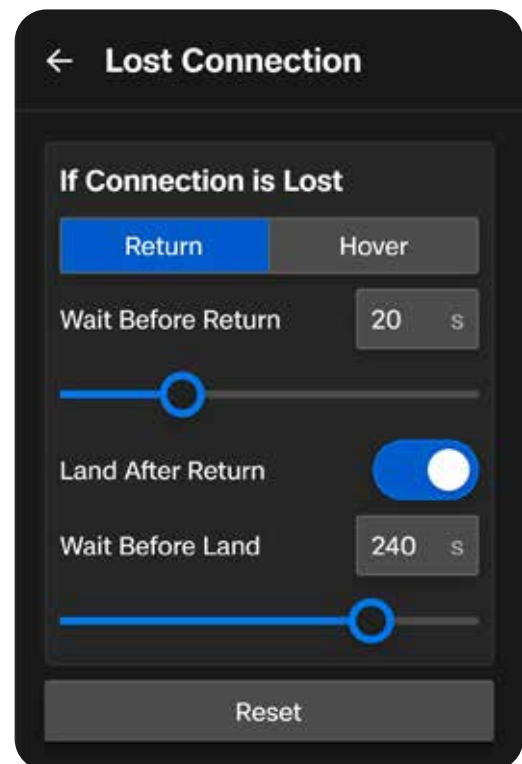 ← Lost Connection
If Connection is Lost
Return Hover
Wait Before Return 20 s
Land After Return
Wait Before Land 240 s
Reset